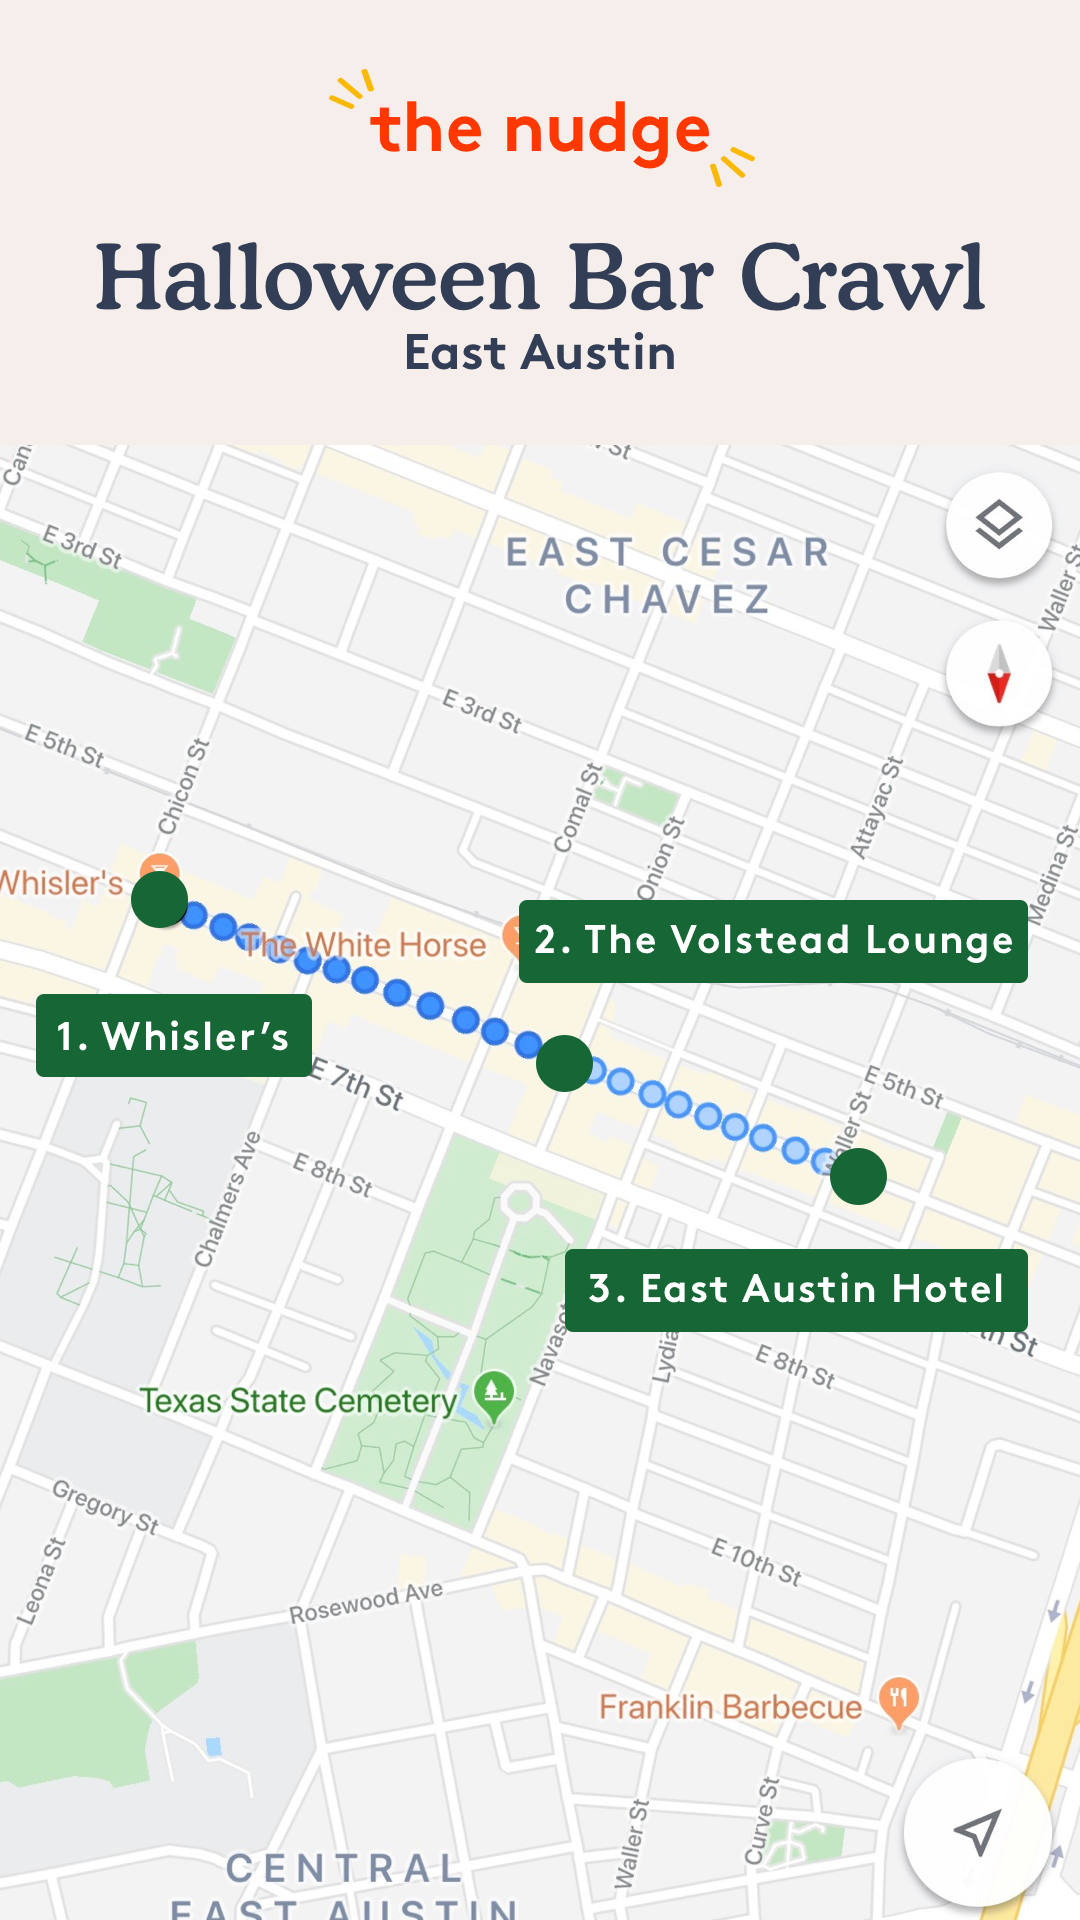 the nudge
Halloween Bar Crawl
East Austin
St
E 3rd St
EAST CESAR
CHAVEZ
Waller St
E 3rd St
E 5th St
Chicon St
Comal St
Onion St
Attayac St
Medina St
Whisler's
The White Horse
2. The Volstead Lounge
1. Whisler's
E 7th St
E 5th St
Waller St
Chalmers Ave
E 8th St
3. East Austin Hotel
St
Navaso
Lydia
E 8th St
Texas State Cemetery
Gregory St
Leona St
E 10th St
Rosewood Ave
Franklin Barbecue
Waller St
Curve St
CENTRAL
EAST AUSTIN